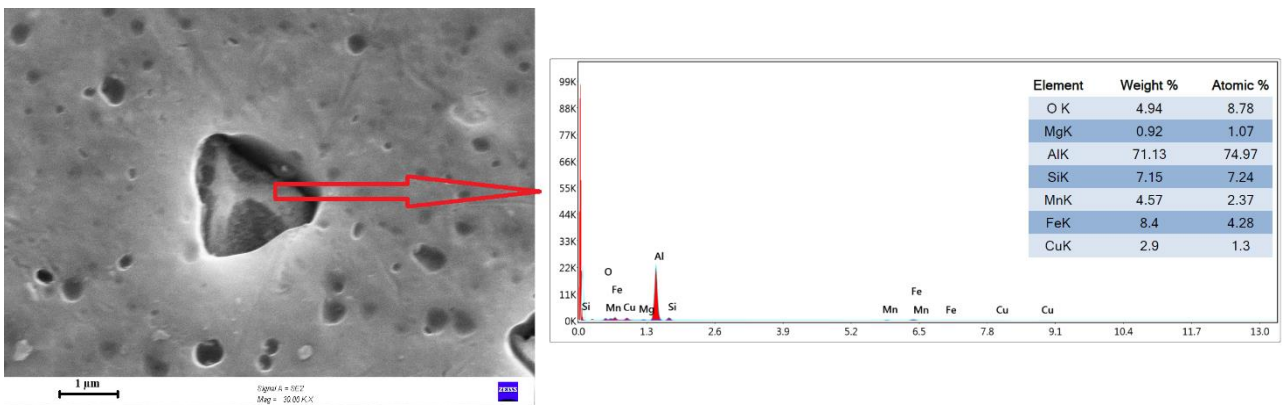 1 μm
Signal A = SE2
Mag = 30.00 K X
ZEISS
99K
88K
77K
66K
55K
44K
33K
22K
11K
0K
Si O Fe Mn Cu Mg Al Si Mn Fe Mn Fe Cu Cu
0.0 1.3 2.6 3.9 5.2 6.5 7.8 9.1 10.4 11.7 13.0
Element Weight % Atomic %
O K 4.94 8.78
MgK 0.92 1.07
AlK 71.13 74.97
SiK 7.15 7.24
MnK 4.57 2.37
FeK 8.4 4.28
CuK 2.9 1.3